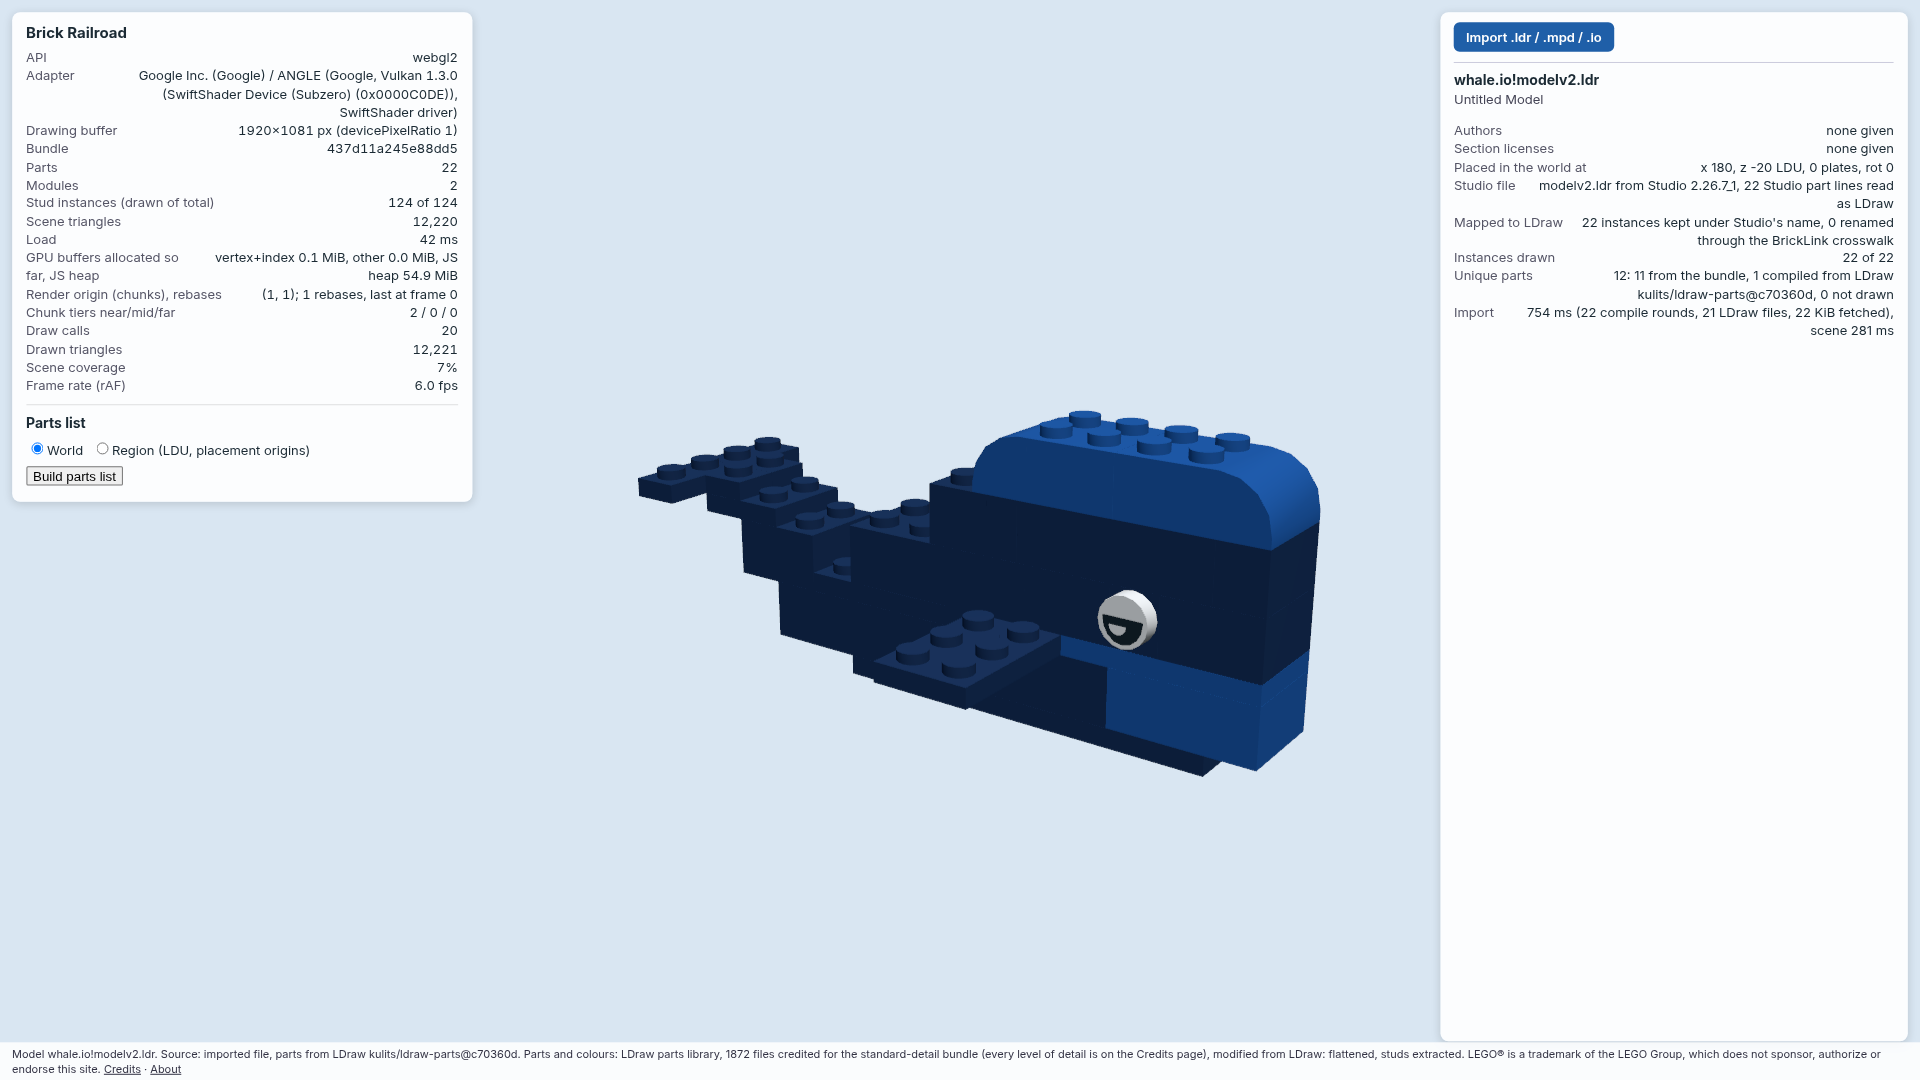 Brick Railroad
API webgl2
Adapter Google Inc. (Google) / ANGLE (Google, Vulkan 1.3.0
(SwiftShader Device (Subzero) (0x0000C0DE)),
SwiftShader driver)
Drawing buffer 1920×1081 px (devicePixelRatio 1)
Bundle 437d11a245e88dd5
Parts 22
Modules 2
Stud instances (drawn of total) 124 of 124
Scene triangles 12,220
Load 42 ms
GPU buffers allocated so vertex+index 0.1 MiB, other 0.0 MiB, JS
far, JS heap heap 54.9 MiB
Render origin (chunks), rebases (1, 1); 1 rebases, last at frame 0
Chunk tiers near/mid/far 2 / 0 / 0
Draw calls 20
Drawn triangles 12,221
Scene coverage 7%
Frame rate (rAF) 6.0 fps
Parts list
World Region (LDU, placement origins)
Build parts list
Import .ldr / .mpd / .io
whale.io!modelv2.ldr
Untitled Model
Authors none given
Section licenses none given
Placed in the world at x 180, z -20 LDU, 0 plates, rot 0
Studio file modelv2.ldr from Studio 2.26.7_1, 22 Studio part lines read
as LDraw
Mapped to LDraw 22 instances kept under Studio's name, 0 renamed
through the BrickLink crosswalk
Instances drawn 22 of 22
Unique parts 12: 11 from the bundle, 1 compiled from LDraw
kulits/ldraw-parts@c70360d, 0 not drawn
Import 754 ms (22 compile rounds, 21 LDraw files, 22 KiB fetched),
scene 281 ms
Model whale.io!modelv2.ldr. Source: imported file, parts from LDraw kulits/ldraw-parts@c70360d. Parts and colours: LDraw parts library, 1872 files credited for the standard-detail bundle (every level of detail is on the Credits page), modified from LDraw: flattened, studs extracted. LEGO® is a trademark of the LEGO Group, which does not sponsor, authorize or
endorse this site. Credits · About